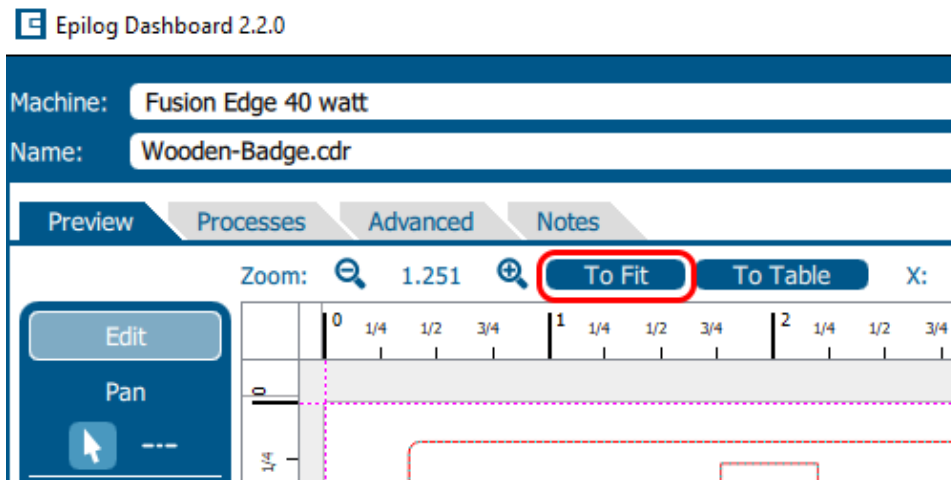 Epilog Dashboard 2.2.0
Machine: Fusion Edge 40 watt
Name: Wooden-Badge.cdr
Preview Processes Advanced Notes
Zoom: 1.251 To Fit To Table X:
Edit
0 1/4 1/2 3/4 1 1/4 1/2 3/4 2 1/4 1/2 3/4
Pan
0
1/4